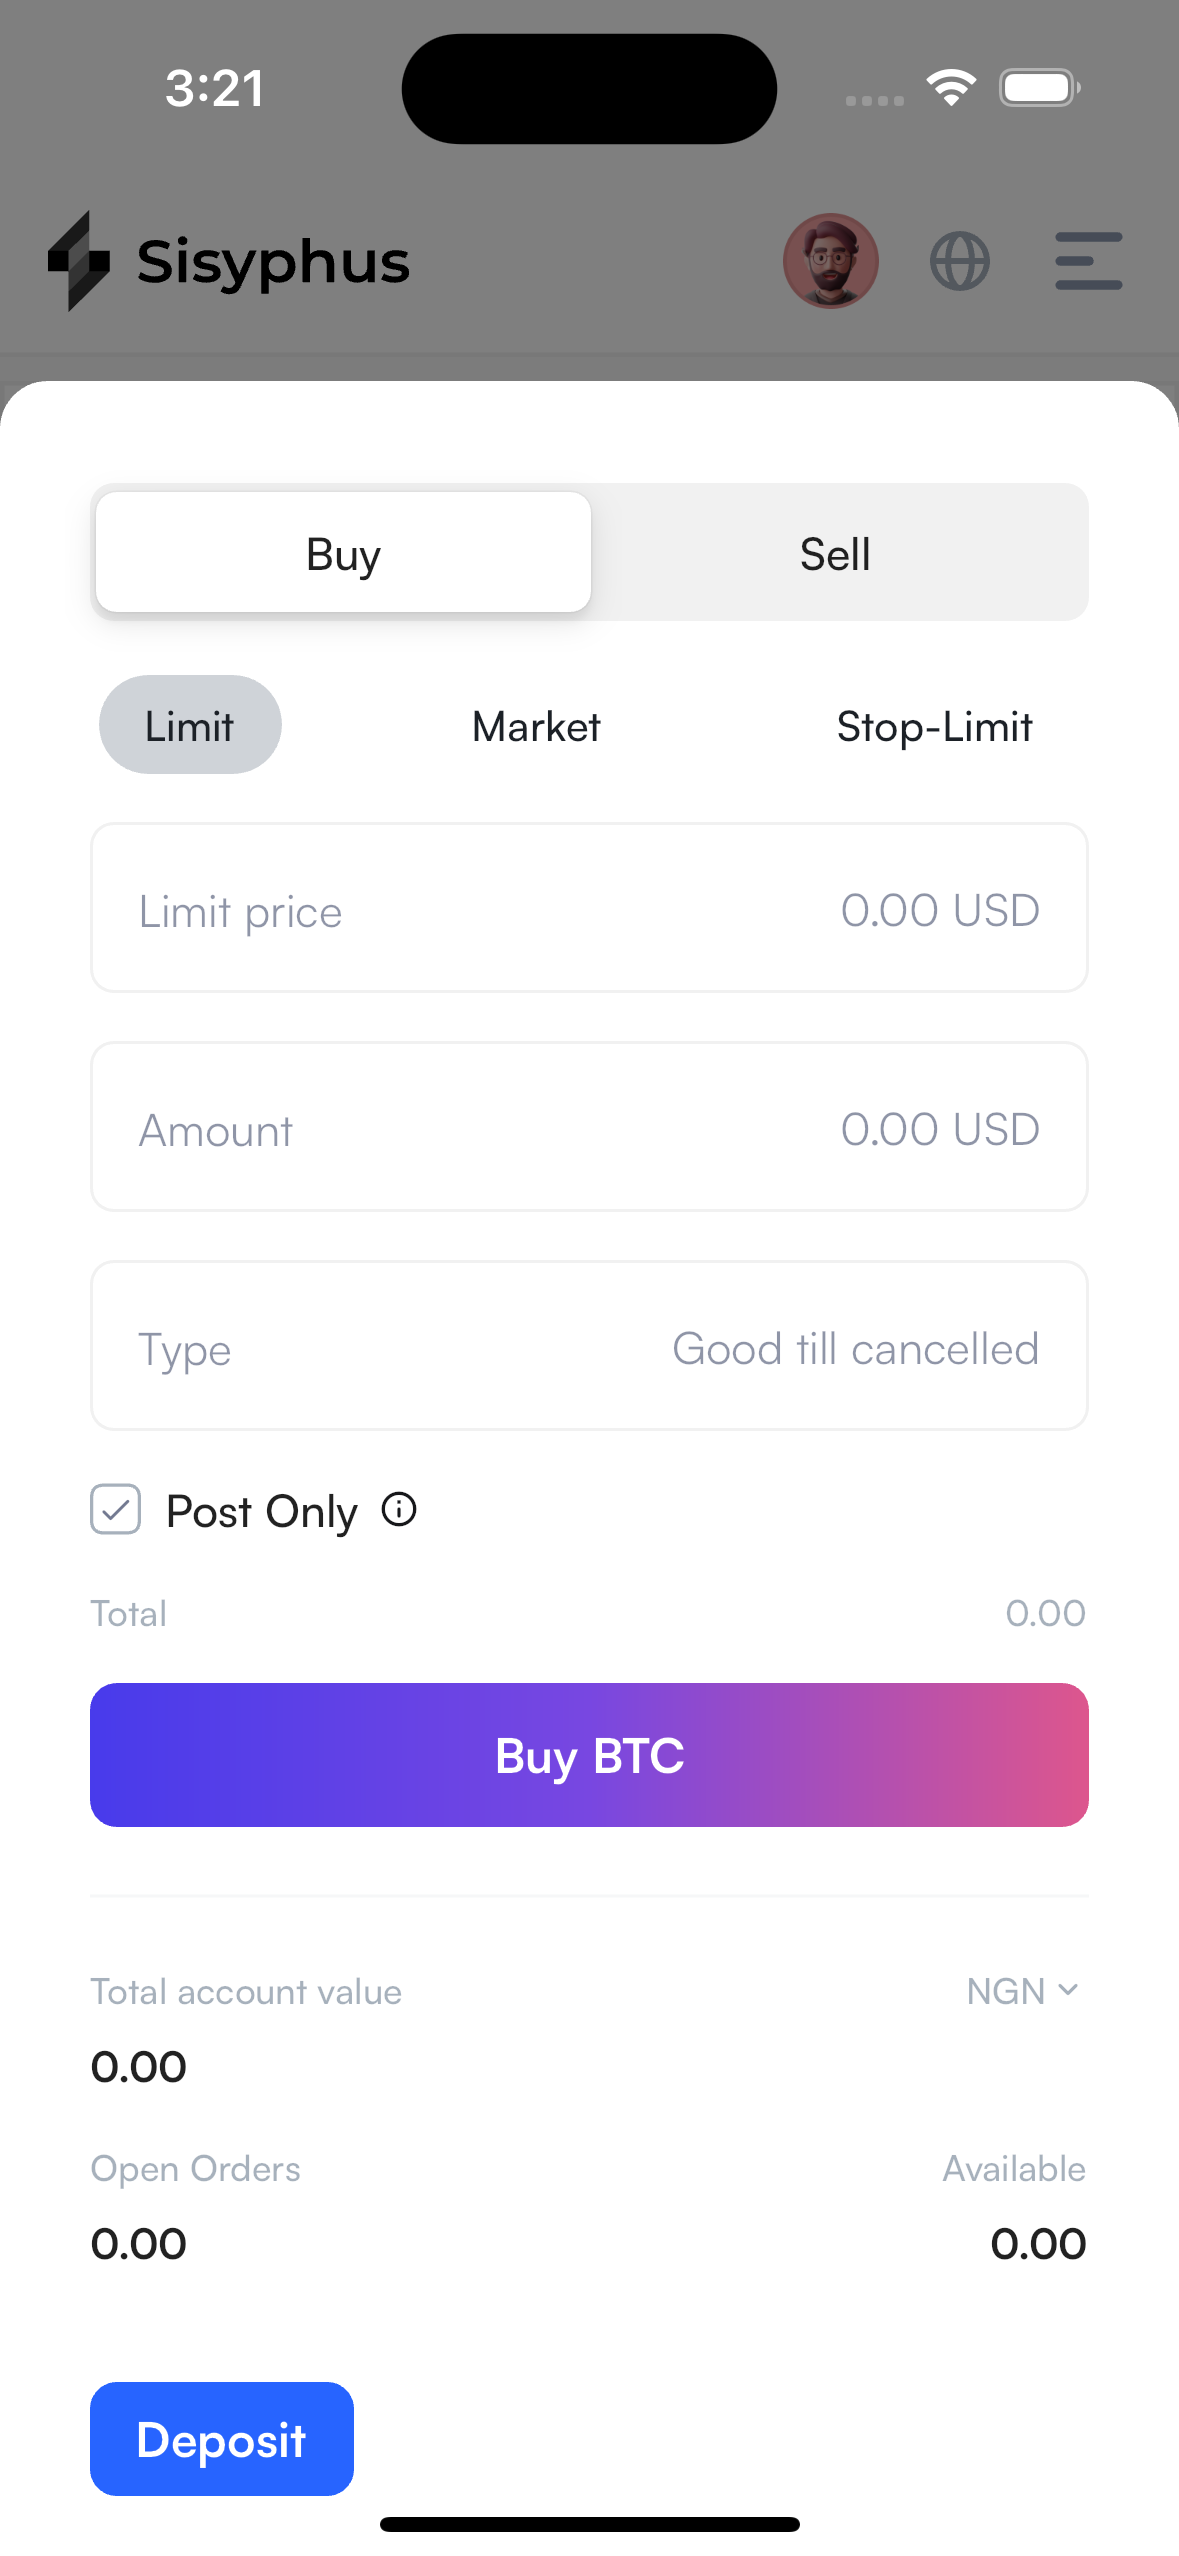 3:21
Sisyphus
Buy Sell
Limit Market Stop-Limit
Limit price 0.00 USD
Amount 0.00 USD
Type Good till cancelled
Post Only
Total 0.00
Buy BTC
Total account value NGN
0.00
Open Orders Available
0.00 0.00
Deposit